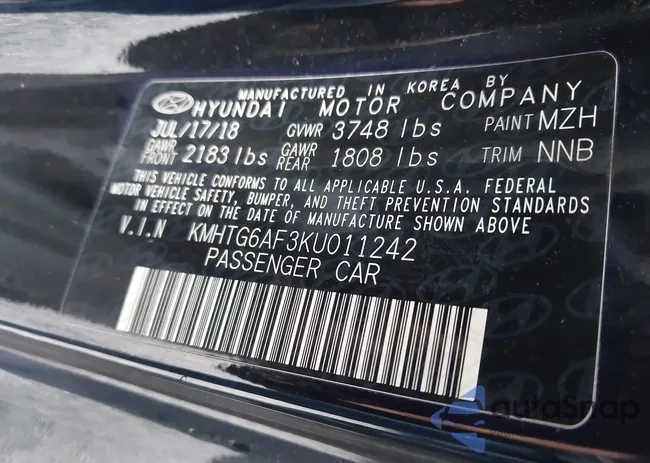 MANUFACTURED IN KOREA BY
HYUNDAI MOTOR COMPANY
JUL/17/18 GVWR 3748 lbs PAINT MZH
GAWR FRONT 2183 lbs GAWR REAR 1808 lbs TRIM NNB
THIS VEHICLE CONFORMS TO ALL APPLICABLE U.S.A. FEDERAL
MOTOR VEHICLE SAFETY, BUMPER, AND THEFT PREVENTION STANDARDS
IN EFFECT ON THE DATE OF MANUFACTURE SHOWN ABOVE
V.I.N KMHTG6AF3KU011242
PASSENGER CAR
autoSnap